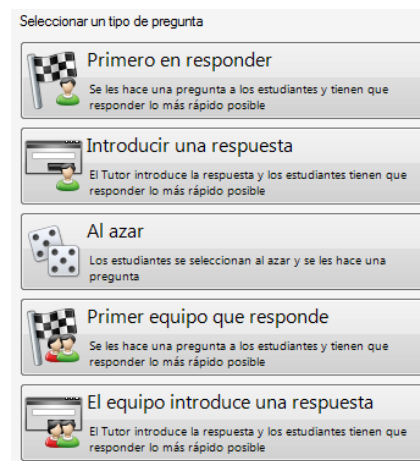 Seleccionar un tipo de pregunta
Primero en responder
Se les hace una pregunta a los estudiantes y tienen que
responder lo más rápido posible
Introducir una respuesta
El Tutor introduce la respuesta y los estudiantes tienen que
responder lo más rápido posible
Al azar
Los estudiantes se seleccionan al azar y se les hace una
pregunta
Primer equipo que responde
Se les hace una pregunta a los estudiantes y tienen que
responder lo más rápido posible
El equipo introduce una respuesta
El Tutor introduce la respuesta y los estudiantes tienen que
responder lo más rápido posible